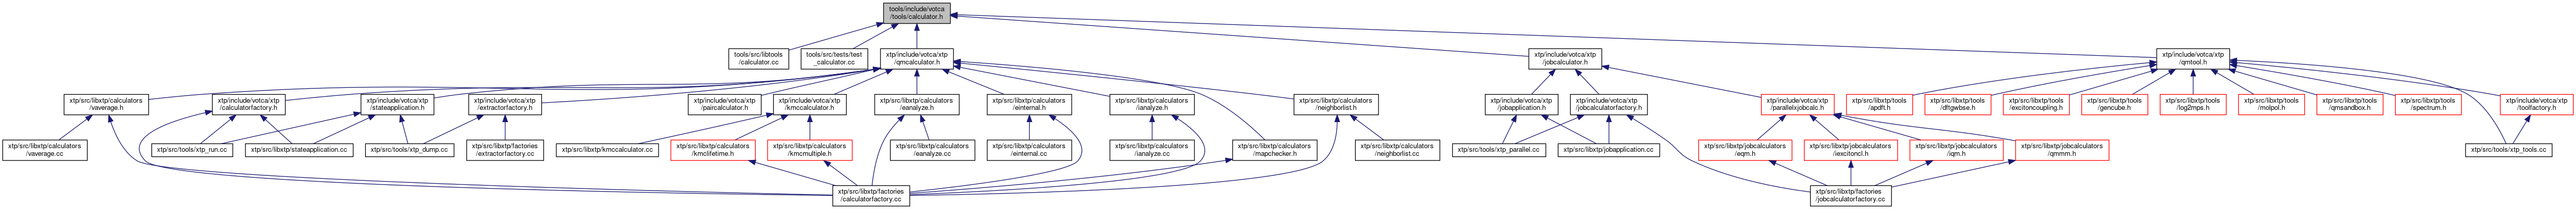 tools/include/votca
/tools/calculator.h
tools/src/libtools
/calculator.cc
tools/src/tests/test
_calculator.cc
xtp/include/votca/xtp
/qmcalculator.h
xtp/include/votca/xtp
/jobcalculator.h
xtp/include/votca/xtp
/qmtool.h
xtp/src/libxtp/calculators
/vaverage.h
xtp/include/votca/xtp
/calculatorfactory.h
xtp/include/votca/xtp
/stateapplication.h
xtp/include/votca/xtp
/extractorfactory.h
xtp/include/votca/xtp
/paircalculator.h
xtp/include/votca/xtp
/kmccalculator.h
xtp/src/libxtp/calculators
/eanalyze.h
xtp/src/libxtp/calculators
/einternal.h
xtp/src/libxtp/calculators
/ianalyze.h
xtp/src/libxtp/calculators
/neighborlist.h
xtp/include/votca/xtp
/jobapplication.h
xtp/include/votca/xtp
/jobcalculatorfactory.h
xtp/include/votca/xtp
/parallelxjobcalc.h
xtp/src/libxtp/tools
/apdft.h
xtp/src/libxtp/tools
/dftgwbse.h
xtp/src/libxtp/tools
/excitoncoupling.h
xtp/src/libxtp/tools
/gencube.h
xtp/src/libxtp/tools
/log2mps.h
xtp/src/libxtp/tools
/molpol.h
xtp/src/libxtp/tools
/qmsandbox.h
xtp/src/libxtp/tools
/spectrum.h
xtp/include/votca/xtp
/toolfactory.h
xtp/src/libxtp/calculators
/vaverage.cc
xtp/src/tools/xtp_run.cc
xtp/src/libxtp/stateapplication.cc
xtp/src/tools/xtp_dump.cc
xtp/src/libxtp/factories
/extractorfactory.cc
xtp/src/libxtp/kmccalculator.cc
xtp/src/libxtp/calculators
/kmclifetime.h
xtp/src/libxtp/calculators
/kmcmultiple.h
xtp/src/libxtp/calculators
/eanalyze.cc
xtp/src/libxtp/calculators
/einternal.cc
xtp/src/libxtp/calculators
/ianalyze.cc
xtp/src/libxtp/calculators
/mapchecker.h
xtp/src/libxtp/calculators
/neighborlist.cc
xtp/src/tools/xtp_parallel.cc
xtp/src/libxtp/jobapplication.cc
xtp/src/libxtp/jobcalculators
/eqm.h
xtp/src/libxtp/jobcalculators
/iexcitoncl.h
xtp/src/libxtp/jobcalculators
/iqm.h
xtp/src/libxtp/jobcalculators
/qmmm.h
xtp/src/tools/xtp_tools.cc
xtp/src/libxtp/factories
/calculatorfactory.cc
xtp/src/libxtp/factories
/jobcalculatorfactory.cc